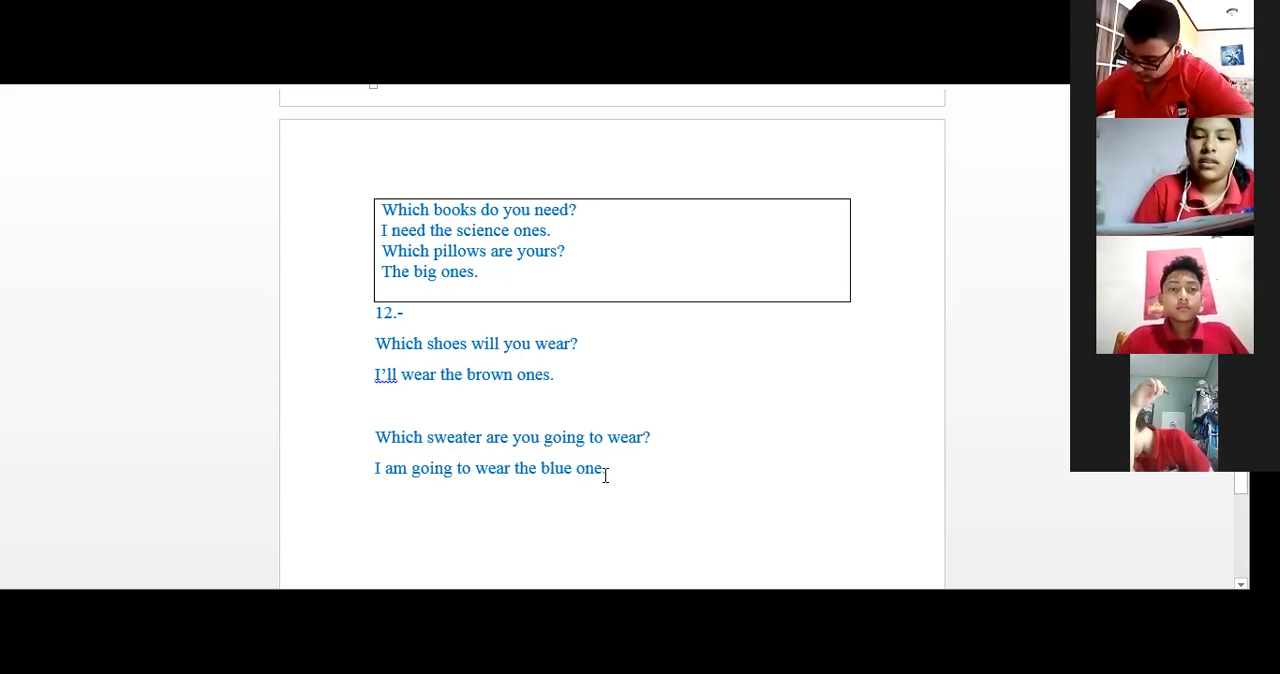 Which books do you need?
I need the science ones.
Which pillows are yours?
The big ones.
12.-
Which shoes will you wear?
I'll wear the brown ones.
Which sweater are you going to wear?
I am going to wear the blue one.